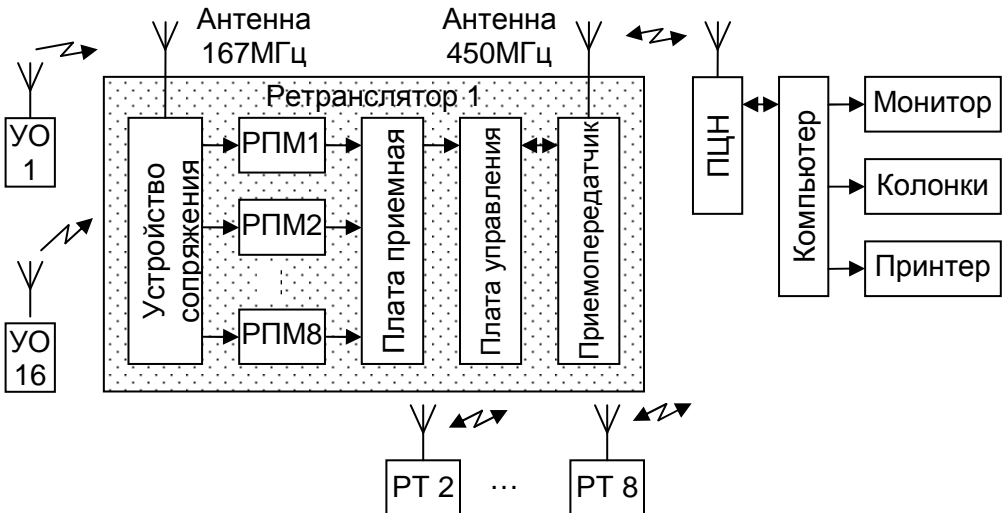 Антенна
167МГц
Антенна
450МГц
Ретранслятор 1
УО
1
УО
16
Устройство
сопряжения
РПМ1
РПМ2
РПМ8
Плата приемная
Плата управления
Приемопередатчик
ПЦН
Компьютер
Монитор
Колонки
Принтер
РТ 2
...
РТ 8